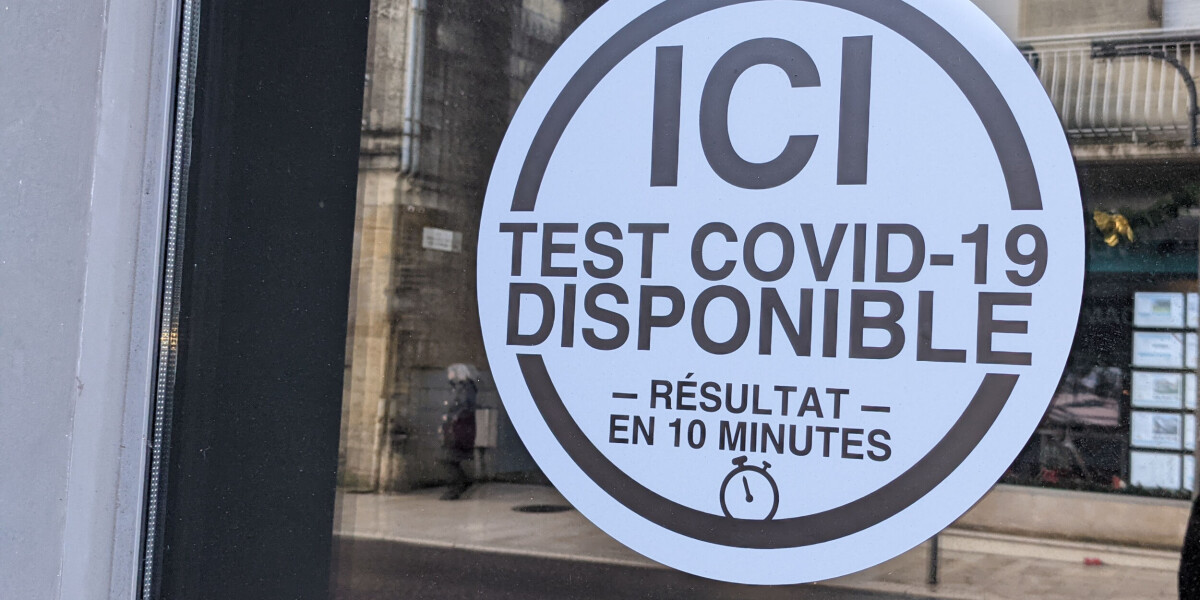 ICI
TEST COVID-19
DISPONIBLE
— RÉSULTAT —
EN 10 MINUTES